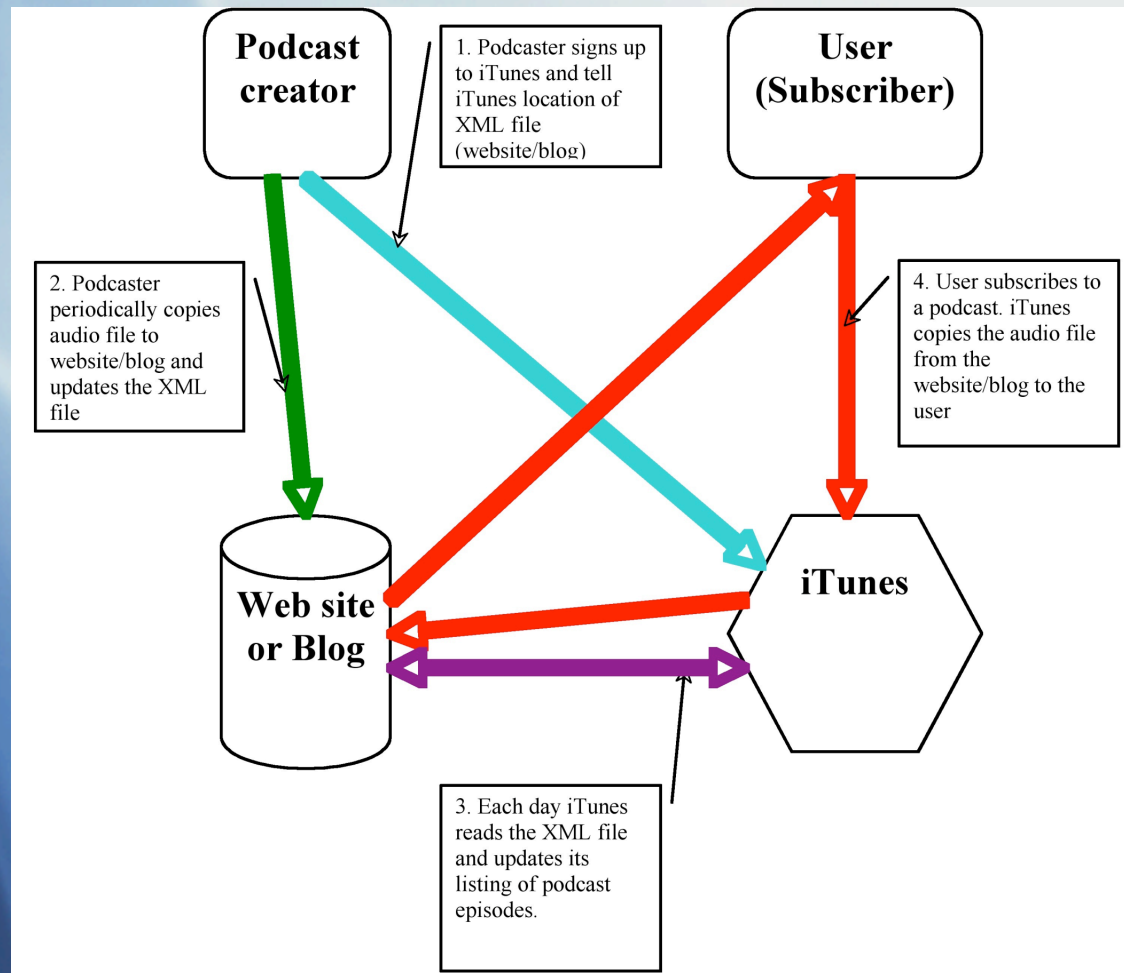 Podcast
creator
1. Podcaster signs up
to iTunes and tell
iTunes location of
XML file
(website/blog)
User
(Subscriber)
2. Podcaster
periodically copies
audio file to
website/blog and
updates the XML
file
4. User subscribes to
a podcast. iTunes
copies the audio file
from the
website/blog to the
user
Web site
or Blog
iTunes
3. Each day iTunes
reads the XML file
and updates its
listing of podcast
episodes.